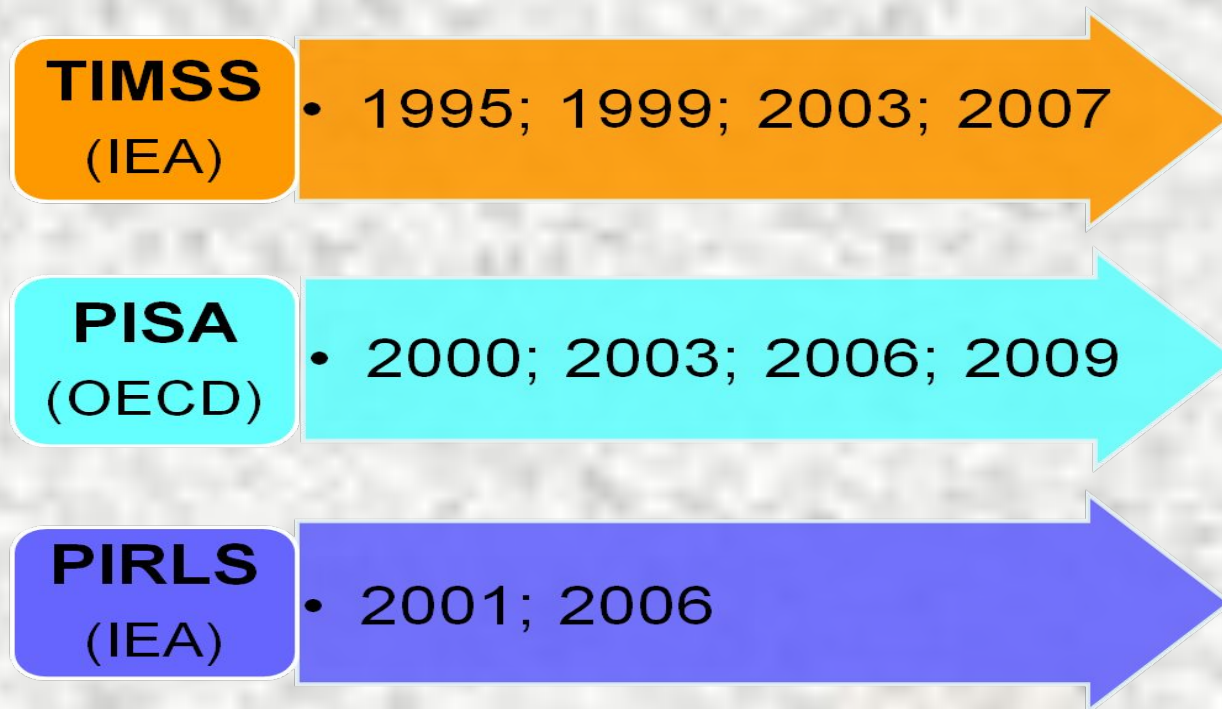 TIMSS
(IEA)
• 1995; 1999; 2003; 2007
PISA
(OECD)
• 2000; 2003; 2006; 2009
PIRLS
(IEA)
• 2001; 2006